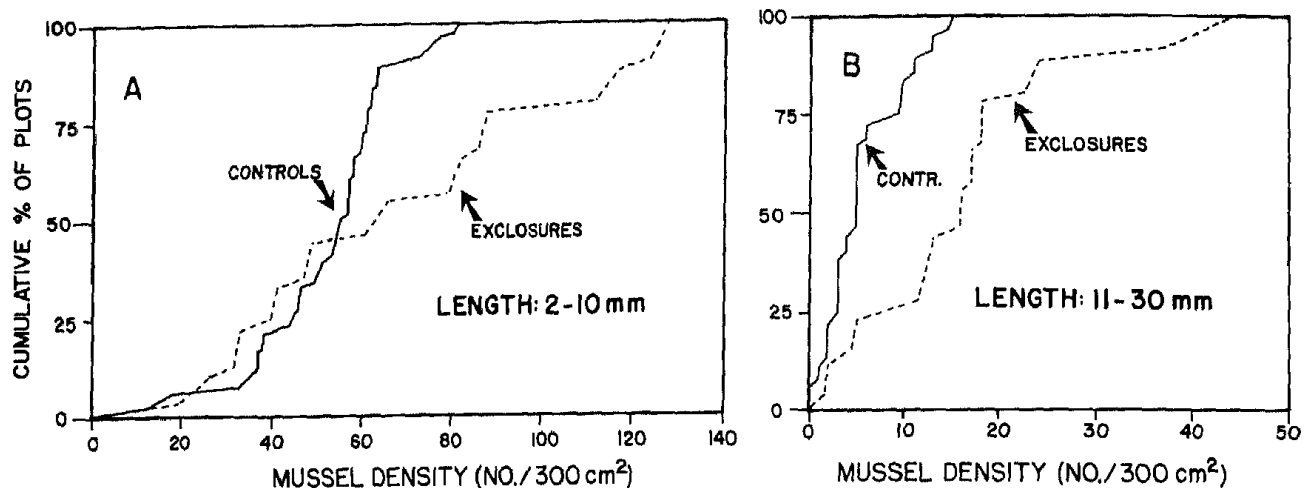 CUMULATIVE % OF PLOTS
100
75
50
25
0
A
CONTROLS
EXCLOSURES
LENGTH: 2-10 mm
0 20 40 60 80 100 120 140
MUSSEL DENSITY (NO./300 cm²)
100
75
50
25
0
B
EXCLOSURES
CONTR.
LENGTH: 11-30 mm
0 10 20 30 40 50
MUSSEL DENSITY (NO./300 cm²)